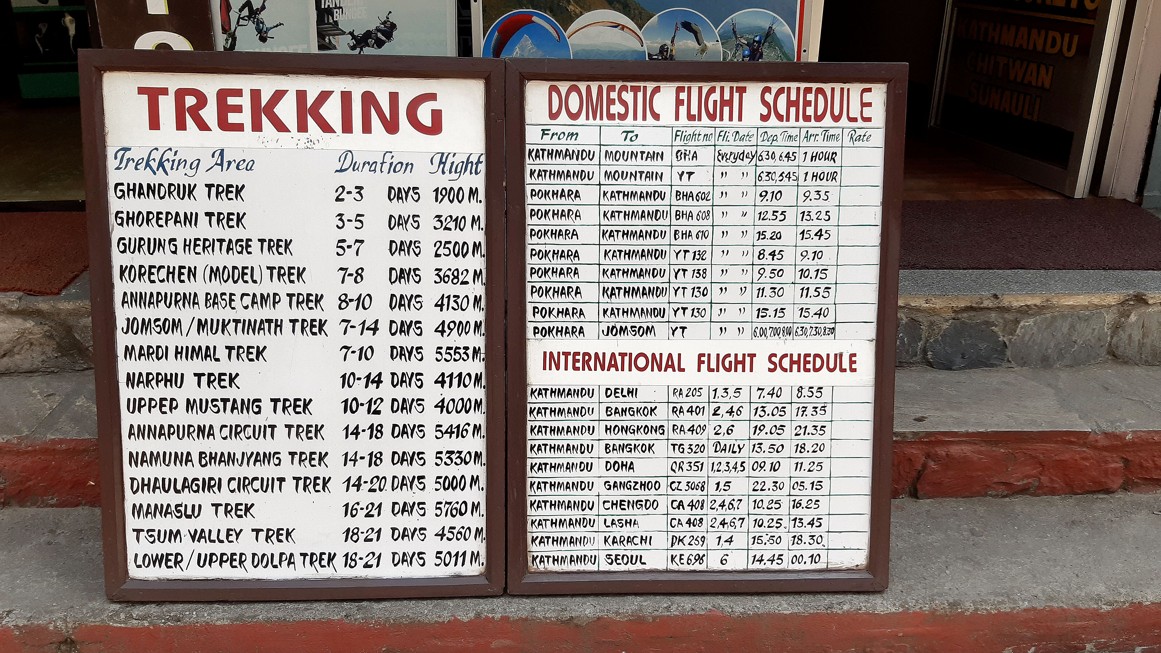 TREKKING
Trekking Area Duration Hight
GHANDRUK TREK 2-3 DAYS 1900 M.
GHOREPANI TREK 3-5 DAYS 3210 M.
GURUNG HERITAGE TREK 5-7 DAYS 2500 M.
KORECHEN (MODEL) TREK 7-8 DAYS 3682 M.
ANNAPURNA BASE CAMP TREK 8-10 DAYS 4130 M.
JOMSOM/MUKTINATH TREK 7-14 DAYS 4900 M.
MARDI HIMAL TREK 7-10 DAYS 5553 M.
NARPHU TREK 10-14 DAYS 4110 M.
UPPEP MUSTANG TREK 10-12 DAYS 4000 M.
ANNAPURNA CIRCUIT TREK 14-18 DAYS 5416 M.
NAMUNA BHANJYANG TREK 14-18 DAYS 5330 M.
DHAULAGIRI CIRCUIT TREK 14-20 DAYS 5000 M.
MANASLU TREK 16-21 DAYS 5760 M.
TSUM VALLEY TREK 18-21 DAYS 4560 M.
LOWER/UPPER DOLPA TREK 18-21 DAYS 5011 M.
DOMESTIC FLIGHT SCHEDULE
From To Flight no Fli. Date Dep. Time Arr. Time Rate
KATHMANDU MOUNTAIN BHA Everyday 6.30, 6.45 1 HOUR
KATHMANDU MOUNTAIN YT " " 6.30, 5.45 1 HOUR
POKHARA KATHMANDU BHA 602 " " 9.10 9.35
POKHARA KATHMANDU BHA 608 " " 12.55 13.25
POKHARA KATHMANDU BHA 610 " " 15.20 15.45
POKHARA KATHMANDU YT 132 " " 8.45 9.10
POKHARA KATHMANDU YT 138 " " 9.50 10.15
POKHARA KATHMANDU YT 130 " " 11.30 11.55
POKHARA KATHMANDU YT 130 " " 15.15 15.40
POKHARA JOMSOM YT " " 6.00, 7.00 8.00 6.30, 7.30, 8.30
INTERNATIONAL FLIGHT SCHEDULE
KATHMANDU DELHI RA 205 1,3,5 7.40 8.55
KATHMANDU BANGKOK RA 401 2,4,6 13.05 17.35
KATHMANDU HONGKONG RA 409 2,6 19.05 21.35
KATHMANDU BANGKOK TG 320 DAILY 13.50 18.20
KATHMANDU DOHA QR 351 1,2,3,4,5 09.10 11.25
KATHMANDU GANGZHOO CZ 3068 1,5 22.30 05.15
KATHMANDU CHENGDO CA 408 2,4,6,7 10.25 16.25
KATHMANDU LASHA CA 408 2,4,6,7 10.25. 13.45
KATHMANDU KARACHI DK 269 1,4 15.50 18.30
KATHMANDU SEOUL KE 696 6 14.45 00.10
KATHMANDU
CHITWAN
SUNAULI